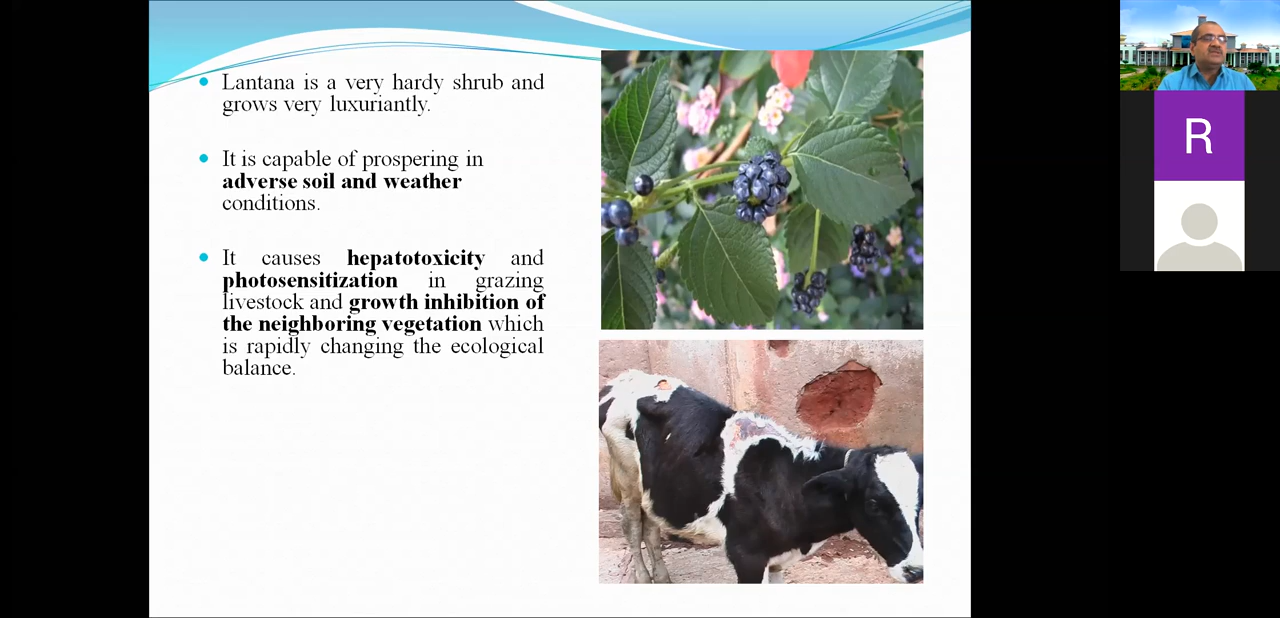 Lantana is a very hardy shrub and
grows very luxuriantly.
It is capable of prospering in
adverse soil and weather
conditions.
It causes hepatotoxicity and
photosensitization in grazing
livestock and growth inhibition of
the neighboring vegetation which
is rapidly changing the ecological
balance.
R